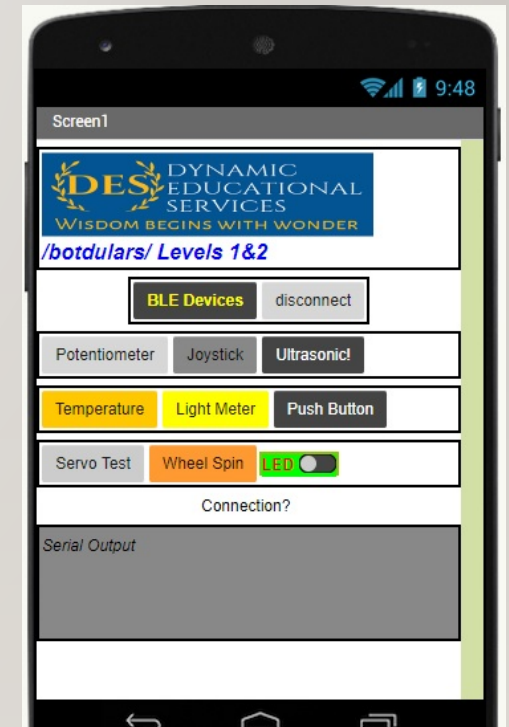 9:48
Screen1
DES DYNAMIC
EDUCATIONAL
SERVICES
WISDOM BEGINS WITH WONDER
/botdulars/ Levels 1&2
BLE Devices disconnect
Potentiometer Joystick Ultrasonic!
Temperature Light Meter Push Button
Servo Test Wheel Spin LED
Connection?
Serial Output